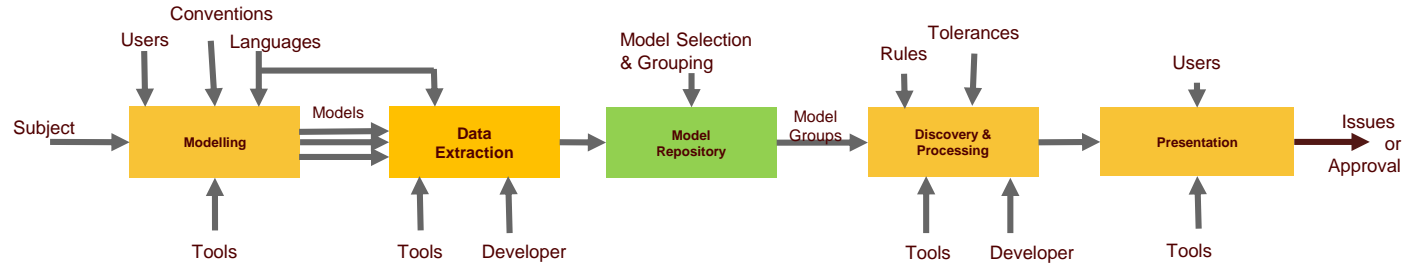 Conventions
Users
Languages
Model Selection
& Grouping
Tolerances
Rules
Users
Subject
Modelling
Models
Data
Extraction
Model
Repository
Model
Groups
Discovery &
Processing
Presentation
Issues
or
Approval
Tools
Tools
Developer
Tools
Developer
Tools